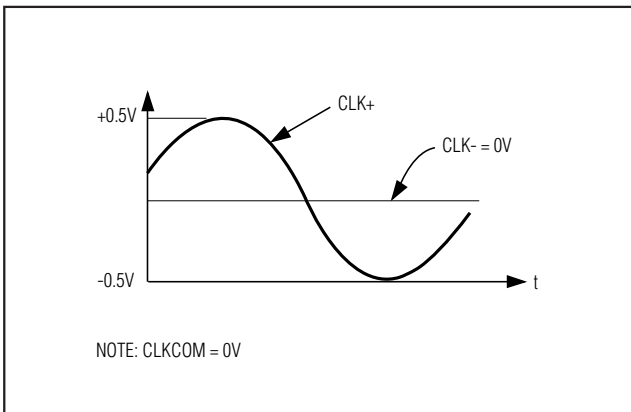 +0.5V
CLK+
CLK- = 0V
-0.5V
t
NOTE: CLKCOM = 0V